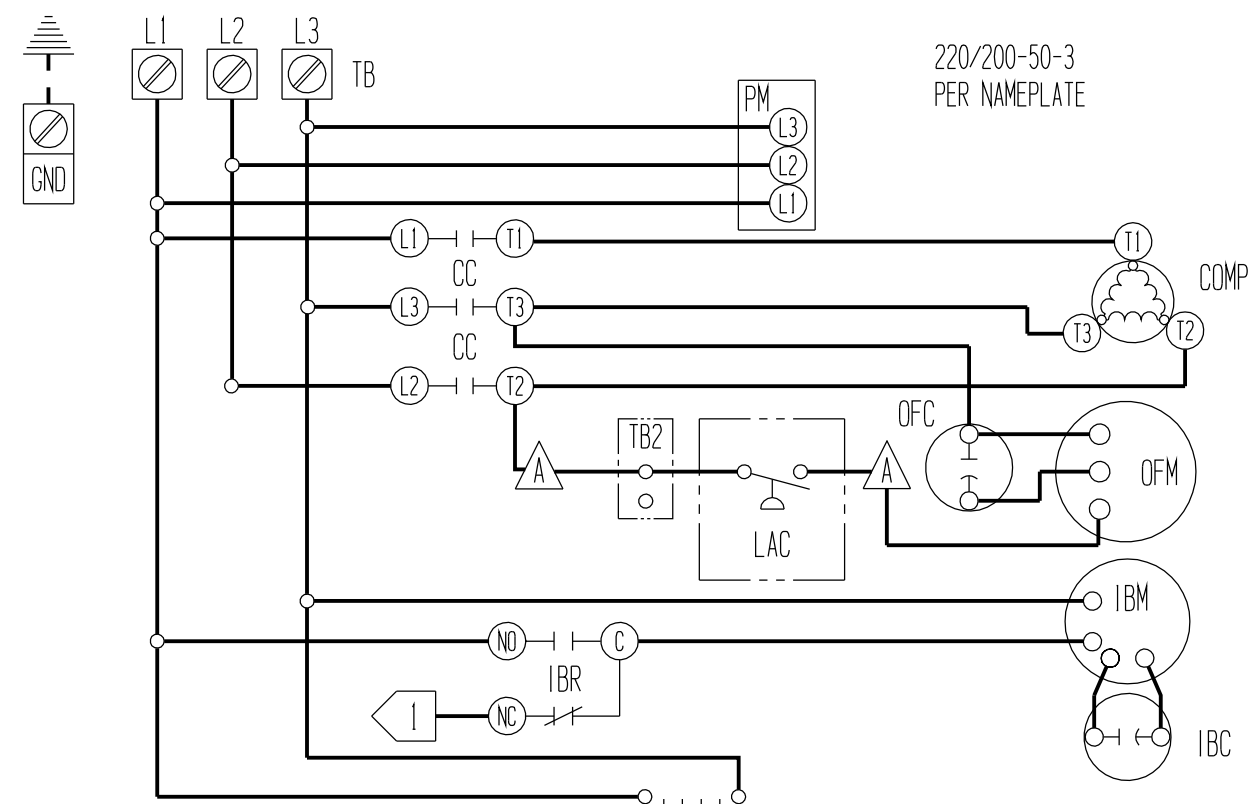 L1 L2 L3
TB
220/200-50-3
PER NAMEPLATE
PM
L3
L2
L1
GND
L1 T1 T1
CC
COMP
L3 T3
T3 T2
CC
L2 T2
OFC
TB2
A A
OFM
LAC
IBM
NO C
IBR
1 NC
IBC